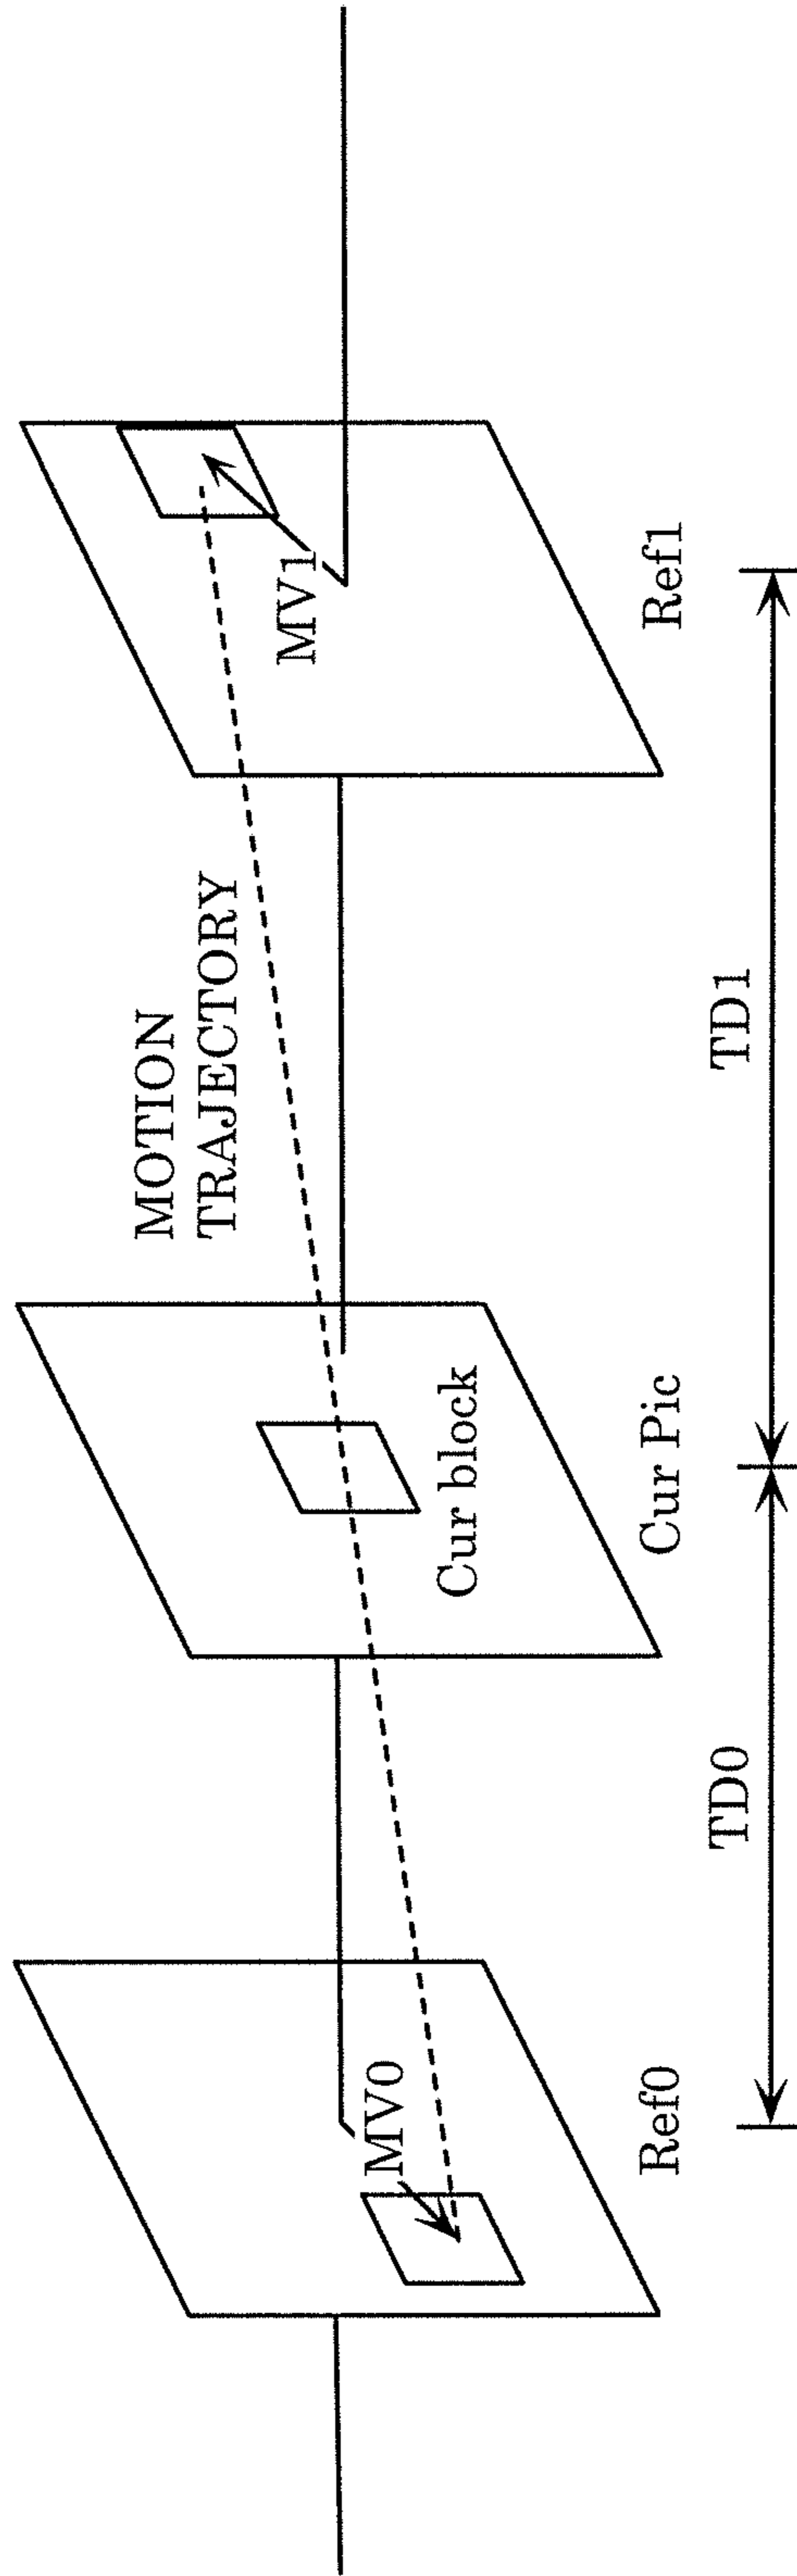 MOTION
TRAJECTORY
MV0
MV1
Cur block
Ref0
Cur Pic
Ref1
TD0
TD1